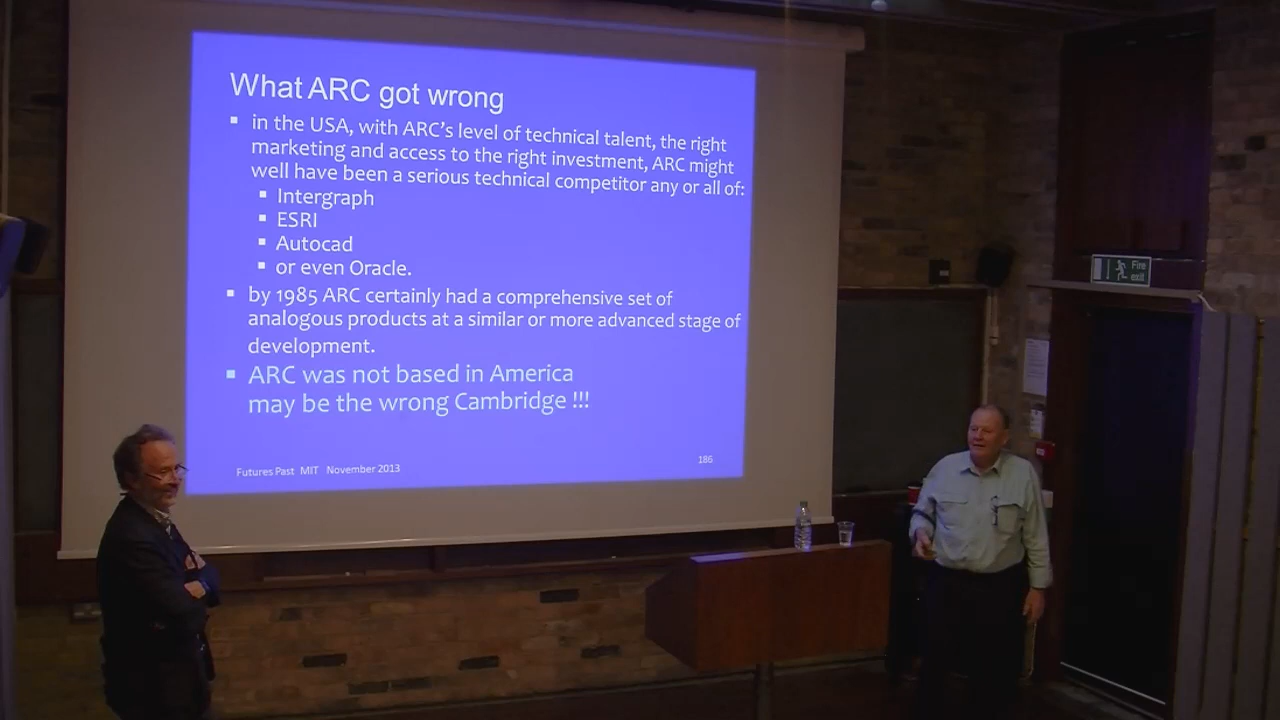 What ARC got wrong
▪ in the USA, with ARC's level of technical talent, the right
marketing and access to the right investment, ARC might
well have been a serious technical competitor any or all of:
▪ Intergraph
▪ ESRI
▪ Autocad
▪ or even Oracle.
▪ by 1985 ARC certainly had a comprehensive set of
analogous products at a similar or more advanced stage of
development.
▪ ARC was not based in America
may be the wrong Cambridge !!!
Futures Past MIT November 2013
186
Fire
exit